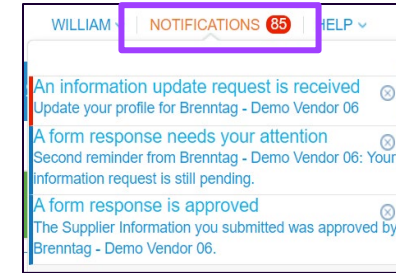 WILLIAM NOTIFICATIONS 85 HELP
An information update request is received
Update your profile for Brenntag - Demo Vendor 06
A form response needs your attention
Second reminder from Brenntag - Demo Vendor 06: Your
information request is still pending.
A form response is approved
The Supplier Information you submitted was approved by
Brenntag - Demo Vendor 06.